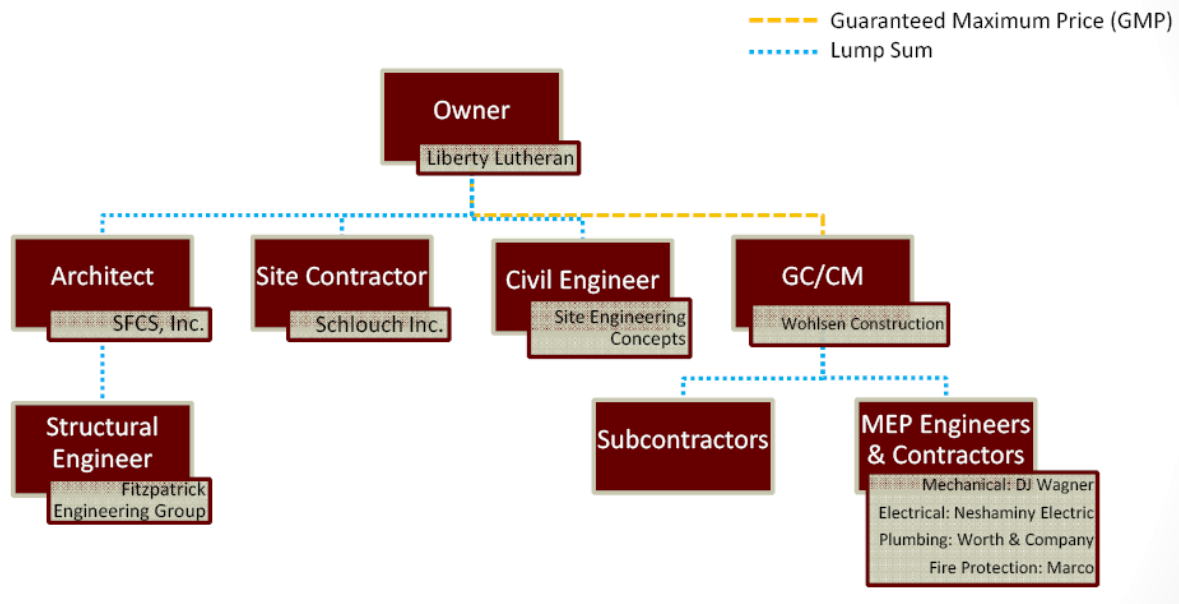 Guaranteed Maximum Price (GMP)
Lump Sum
Owner
Liberty Lutheran
Architect
SFCS, Inc.
Site Contractor
Schlouch Inc.
Civil Engineer
Site Engineering
Concepts
GC/CM
Wohlsen Construction
Structural
Engineer
Fitzpatrick
Engineering Group
Subcontractors
MEP Engineers
& Contractors
Mechanical: DJ Wagner
Electrical: Neshaminy Electric
Plumbing: Worth & Company
Fire Protection: Marco